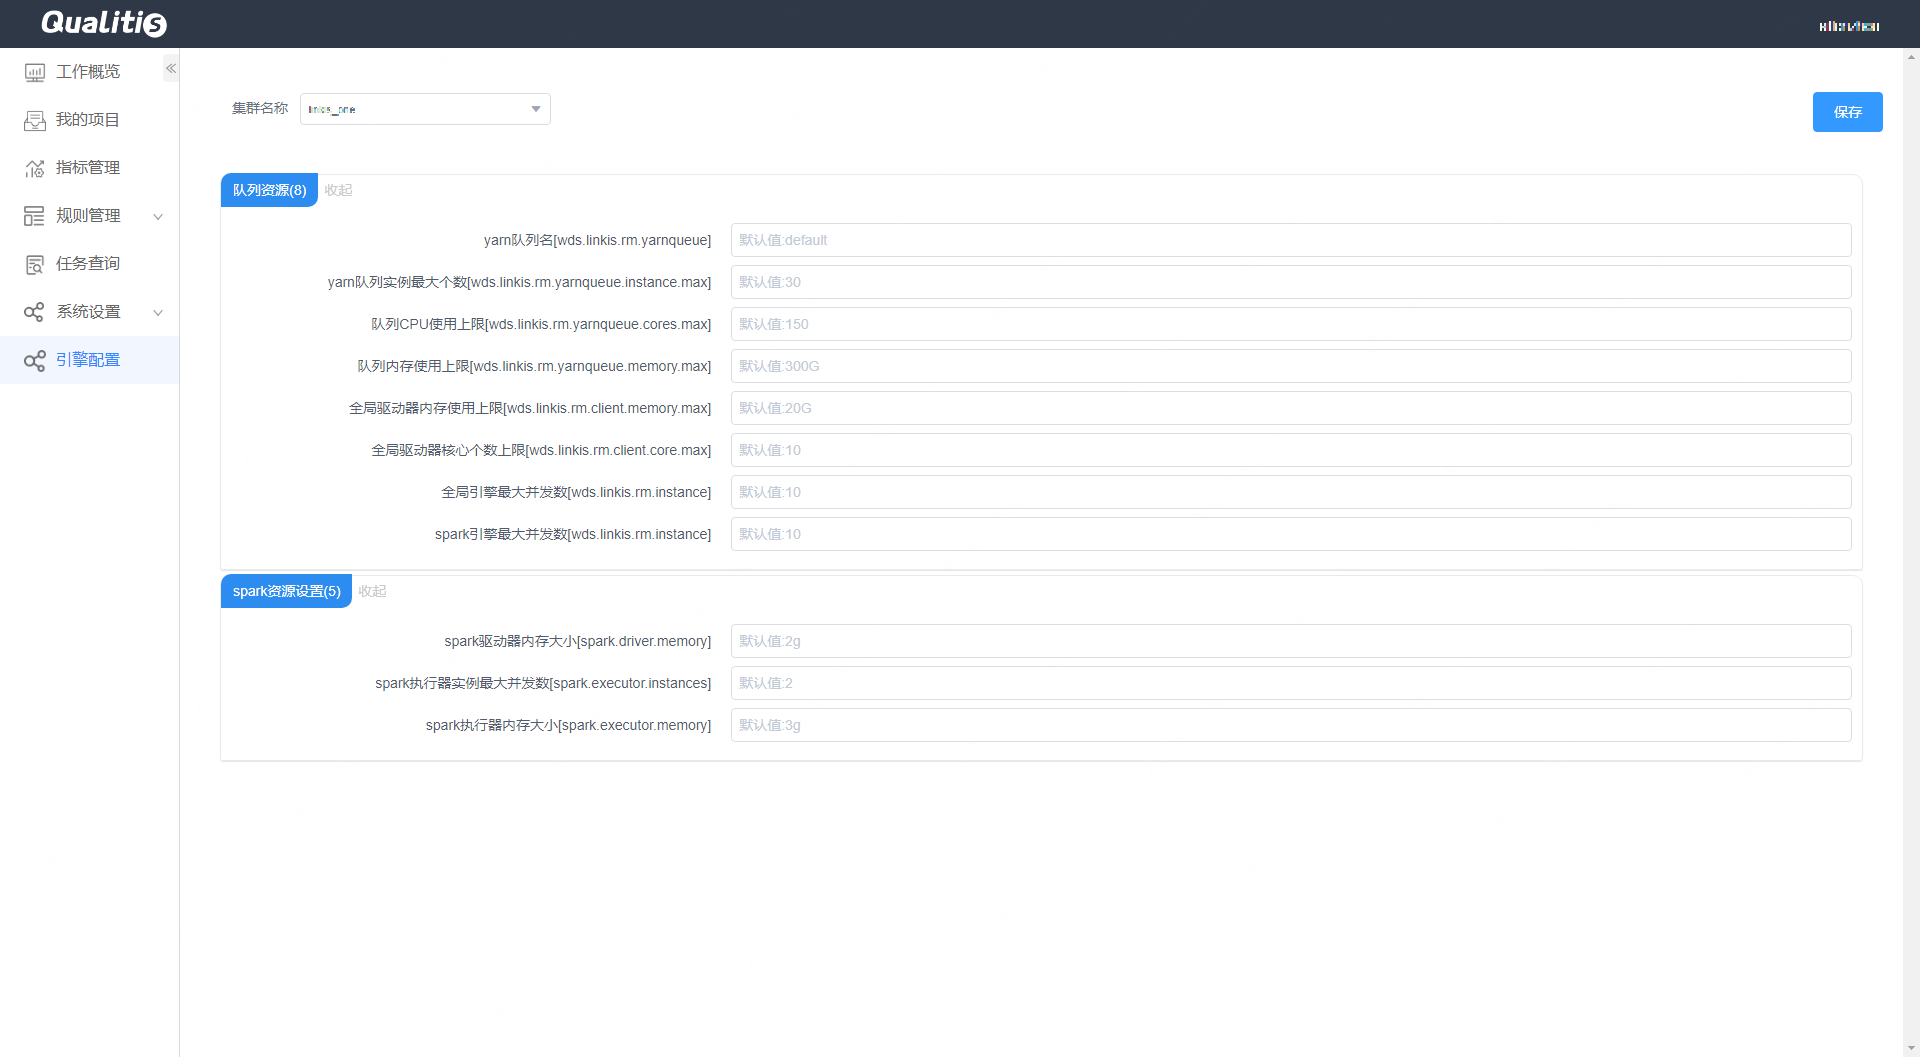 Qualitis
工作概览
我的项目
指标管理
规则管理
任务查询
系统设置
引擎配置
集群名称
保存
队列资源(8) 收起
yarn队列名[wds.linkis.rm.yarnqueue] 默认值:default
yarn队列实例最大个数[wds.linkis.rm.yarnqueue.instance.max] 默认值:30
队列CPU使用上限[wds.linkis.rm.yarnqueue.cores.max] 默认值:150
队列内存使用上限[wds.linkis.rm.yarnqueue.memory.max] 默认值:300G
全局驱动器内存使用上限[wds.linkis.rm.client.memory.max] 默认值:20G
全局驱动器核心个数上限[wds.linkis.rm.client.core.max] 默认值:10
全局引擎最大并发数[wds.linkis.rm.instance] 默认值:10
spark引擎最大并发数[wds.linkis.rm.instance] 默认值:10
spark资源设置(5) 收起
spark驱动器内存大小[spark.driver.memory] 默认值:2g
spark执行器实例最大并发数[spark.executor.instances] 默认值:2
spark执行器内存大小[spark.executor.memory] 默认值:3g